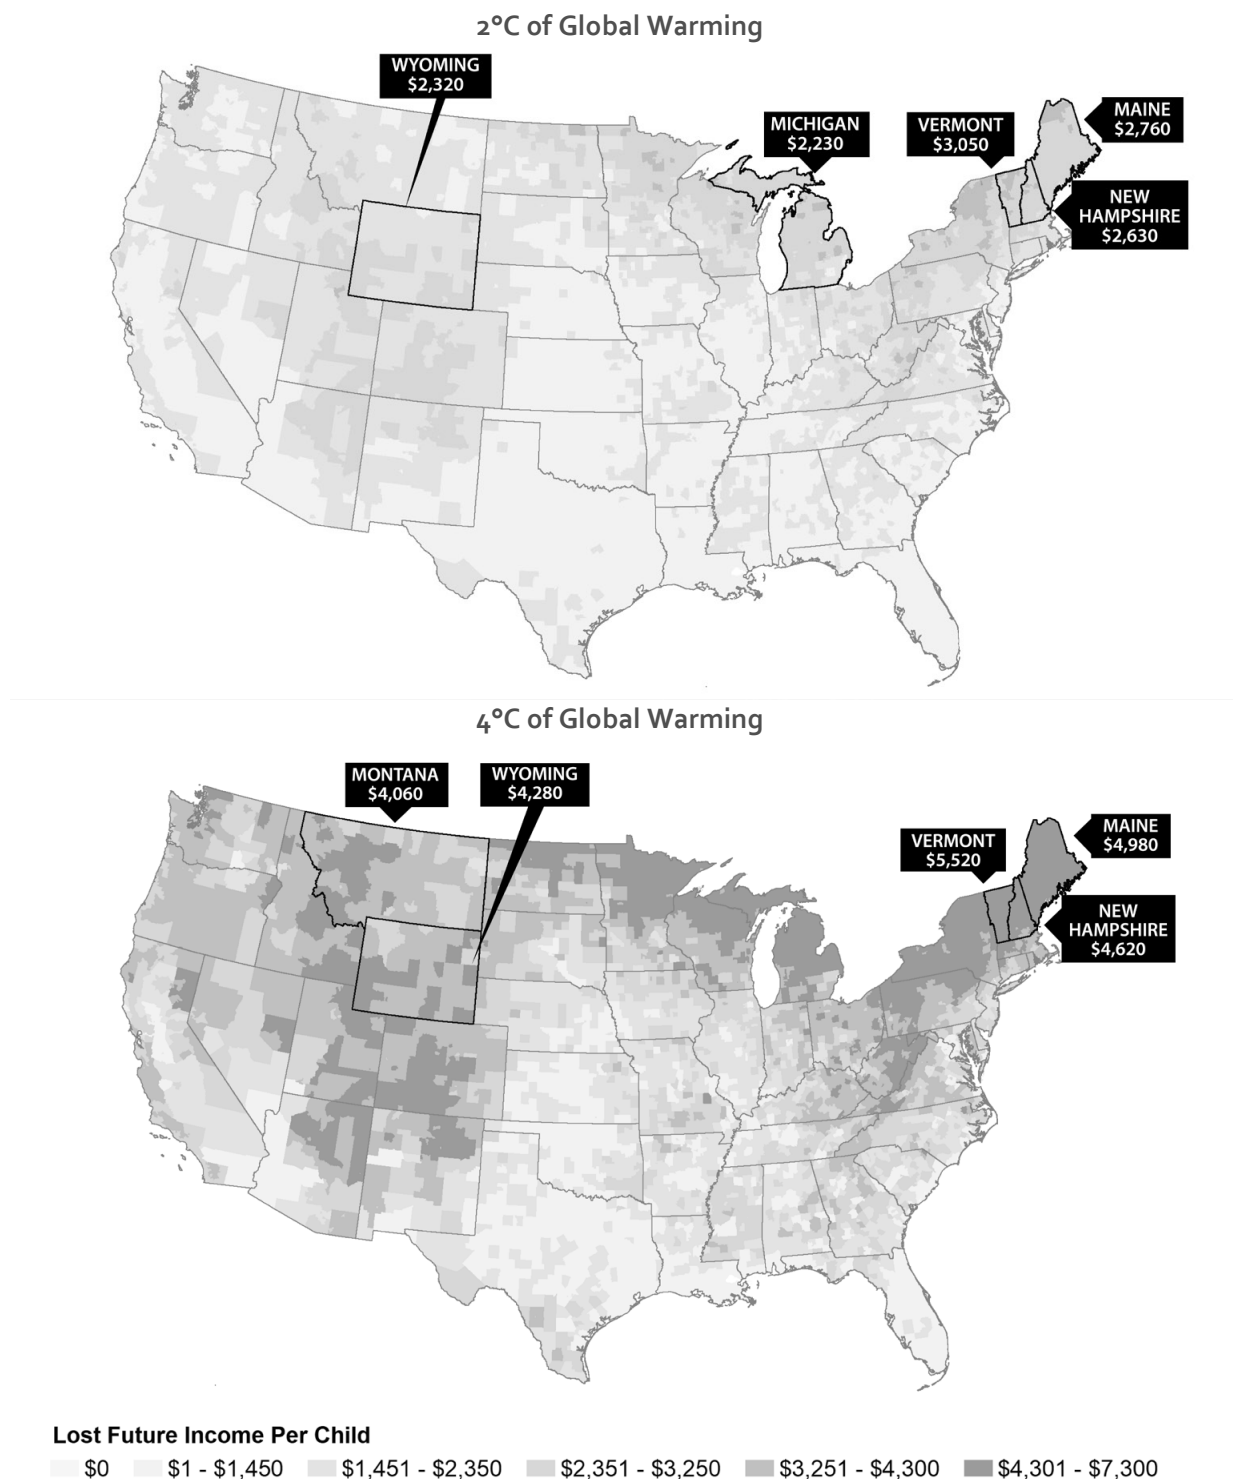 2°C of Global Warming
WYOMING
$2,320
MICHIGAN
$2,230
VERMONT
$3,050
MAINE
$2,760
NEW
HAMPSHIRE
$2,630
4°C of Global Warming
MONTANA
$4,060
WYOMING
$4,280
VERMONT
$5,520
MAINE
$4,980
NEW
HAMPSHIRE
$4,620
Lost Future Income Per Child
$0 $1 - $1,450 $1,451 - $2,350 $2,351 - $3,250 $3,251 - $4,300 $4,301 - $7,300